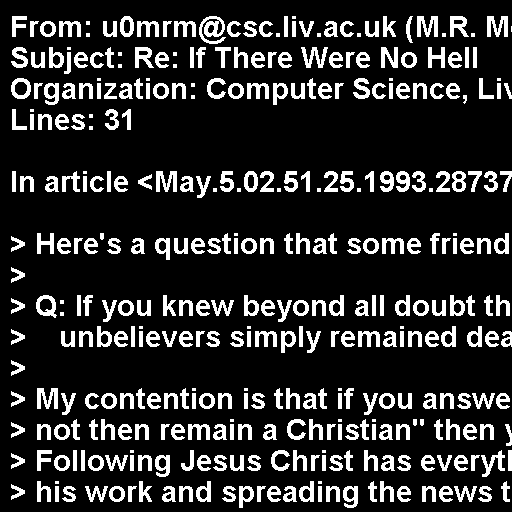 From: u0mrm@csc.liv.ac.uk (M.R. M
Subject: Re: If There Were No Hell
Organization: Computer Science, Liv
Lines: 31

In article <May.5.02.51.25.1993.28737

> Here's a question that some friend
>
> Q: If you knew beyond all doubt th
>    unbelievers simply remained dea
>
> My contention is that if you answe
> not then remain a Christian" then y
> Following Jesus Christ has everyt
> his work and spreading the news t